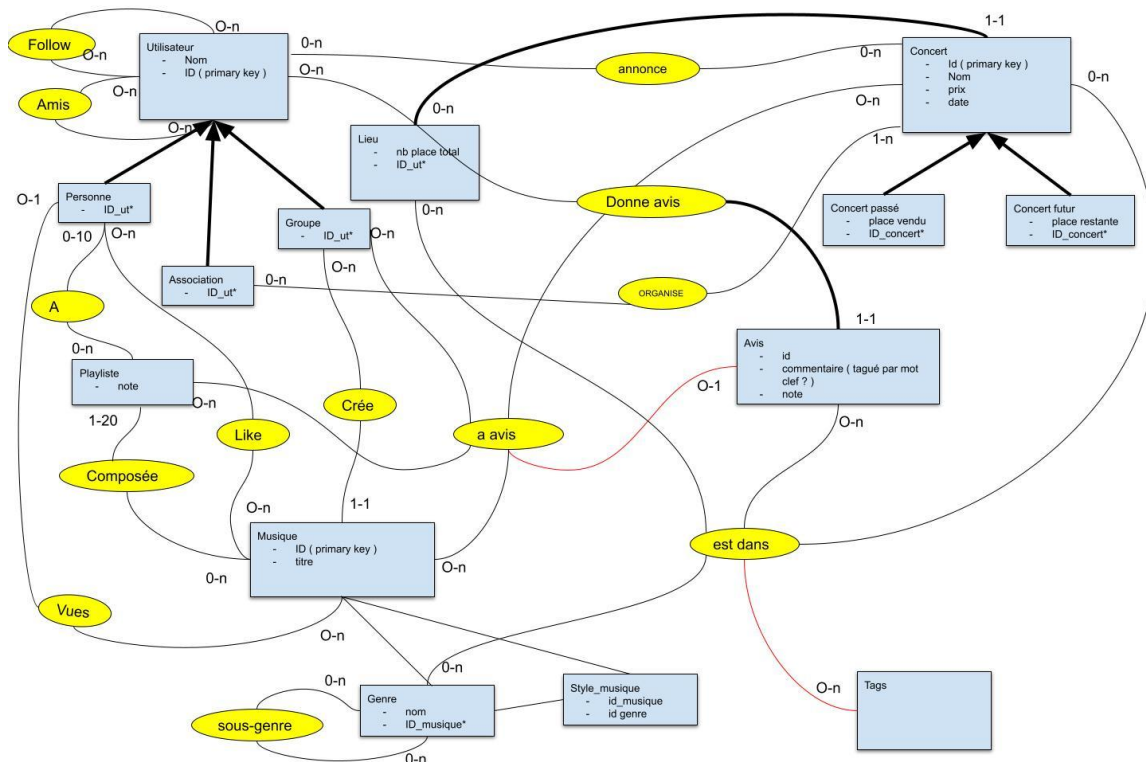 O-n
1-1
Follow
O-n
Utilisateur
- Nom
- ID ( primary key )
0-n
O-n
annonce
0-n
Concert
- Id ( primary key )
- Nom
- prix
- date
0-n
O-n
1-n
Amis
O-n
O-n
0-n
Lieu
- nb place total
- ID_ut*
0-n
O-1
Personne
- ID_ut*
0-10
O-n
Groupe
- ID_ut*
O-n
O-n
Donne avis
Concert passé
- place vendu
- ID_concert*
Concert futur
- place restante
- ID_concert*
Association
- ID_ut*
0-n
ORGANISE
A
0-n
1-1
Playliste
- note
O-n
1-20
Avis
- id
- commentaire ( tagué par mot
clef ? )
- note
O-1
O-n
Crée
Like
a avis
Composée
O-n
1-1
Musique
- ID ( primary key )
- titre
0-n
O-n
est dans
Vues
O-n
0-n
0-n
Genre
- nom
- ID_musique*
Style_musique
- id_musique
- id genre
O-n
Tags
sous-genre
0-n